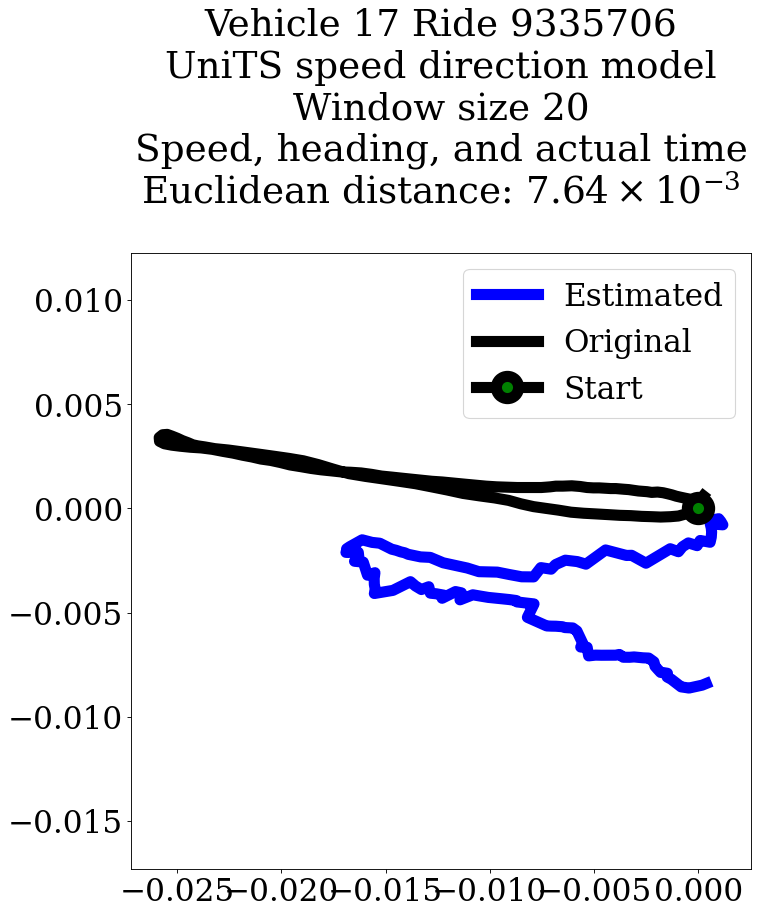 Vehicle 17 Ride 9335706
UniTS speed direction model
Window size 20
Speed, heading, and actual time
Euclidean distance: 7.64 × 10⁻³
Estimated
Original
Start
0.010
0.005
0.000
−0.005
−0.010
−0.015
−0.025 −0.020 −0.015 −0.010 −0.005 0.000